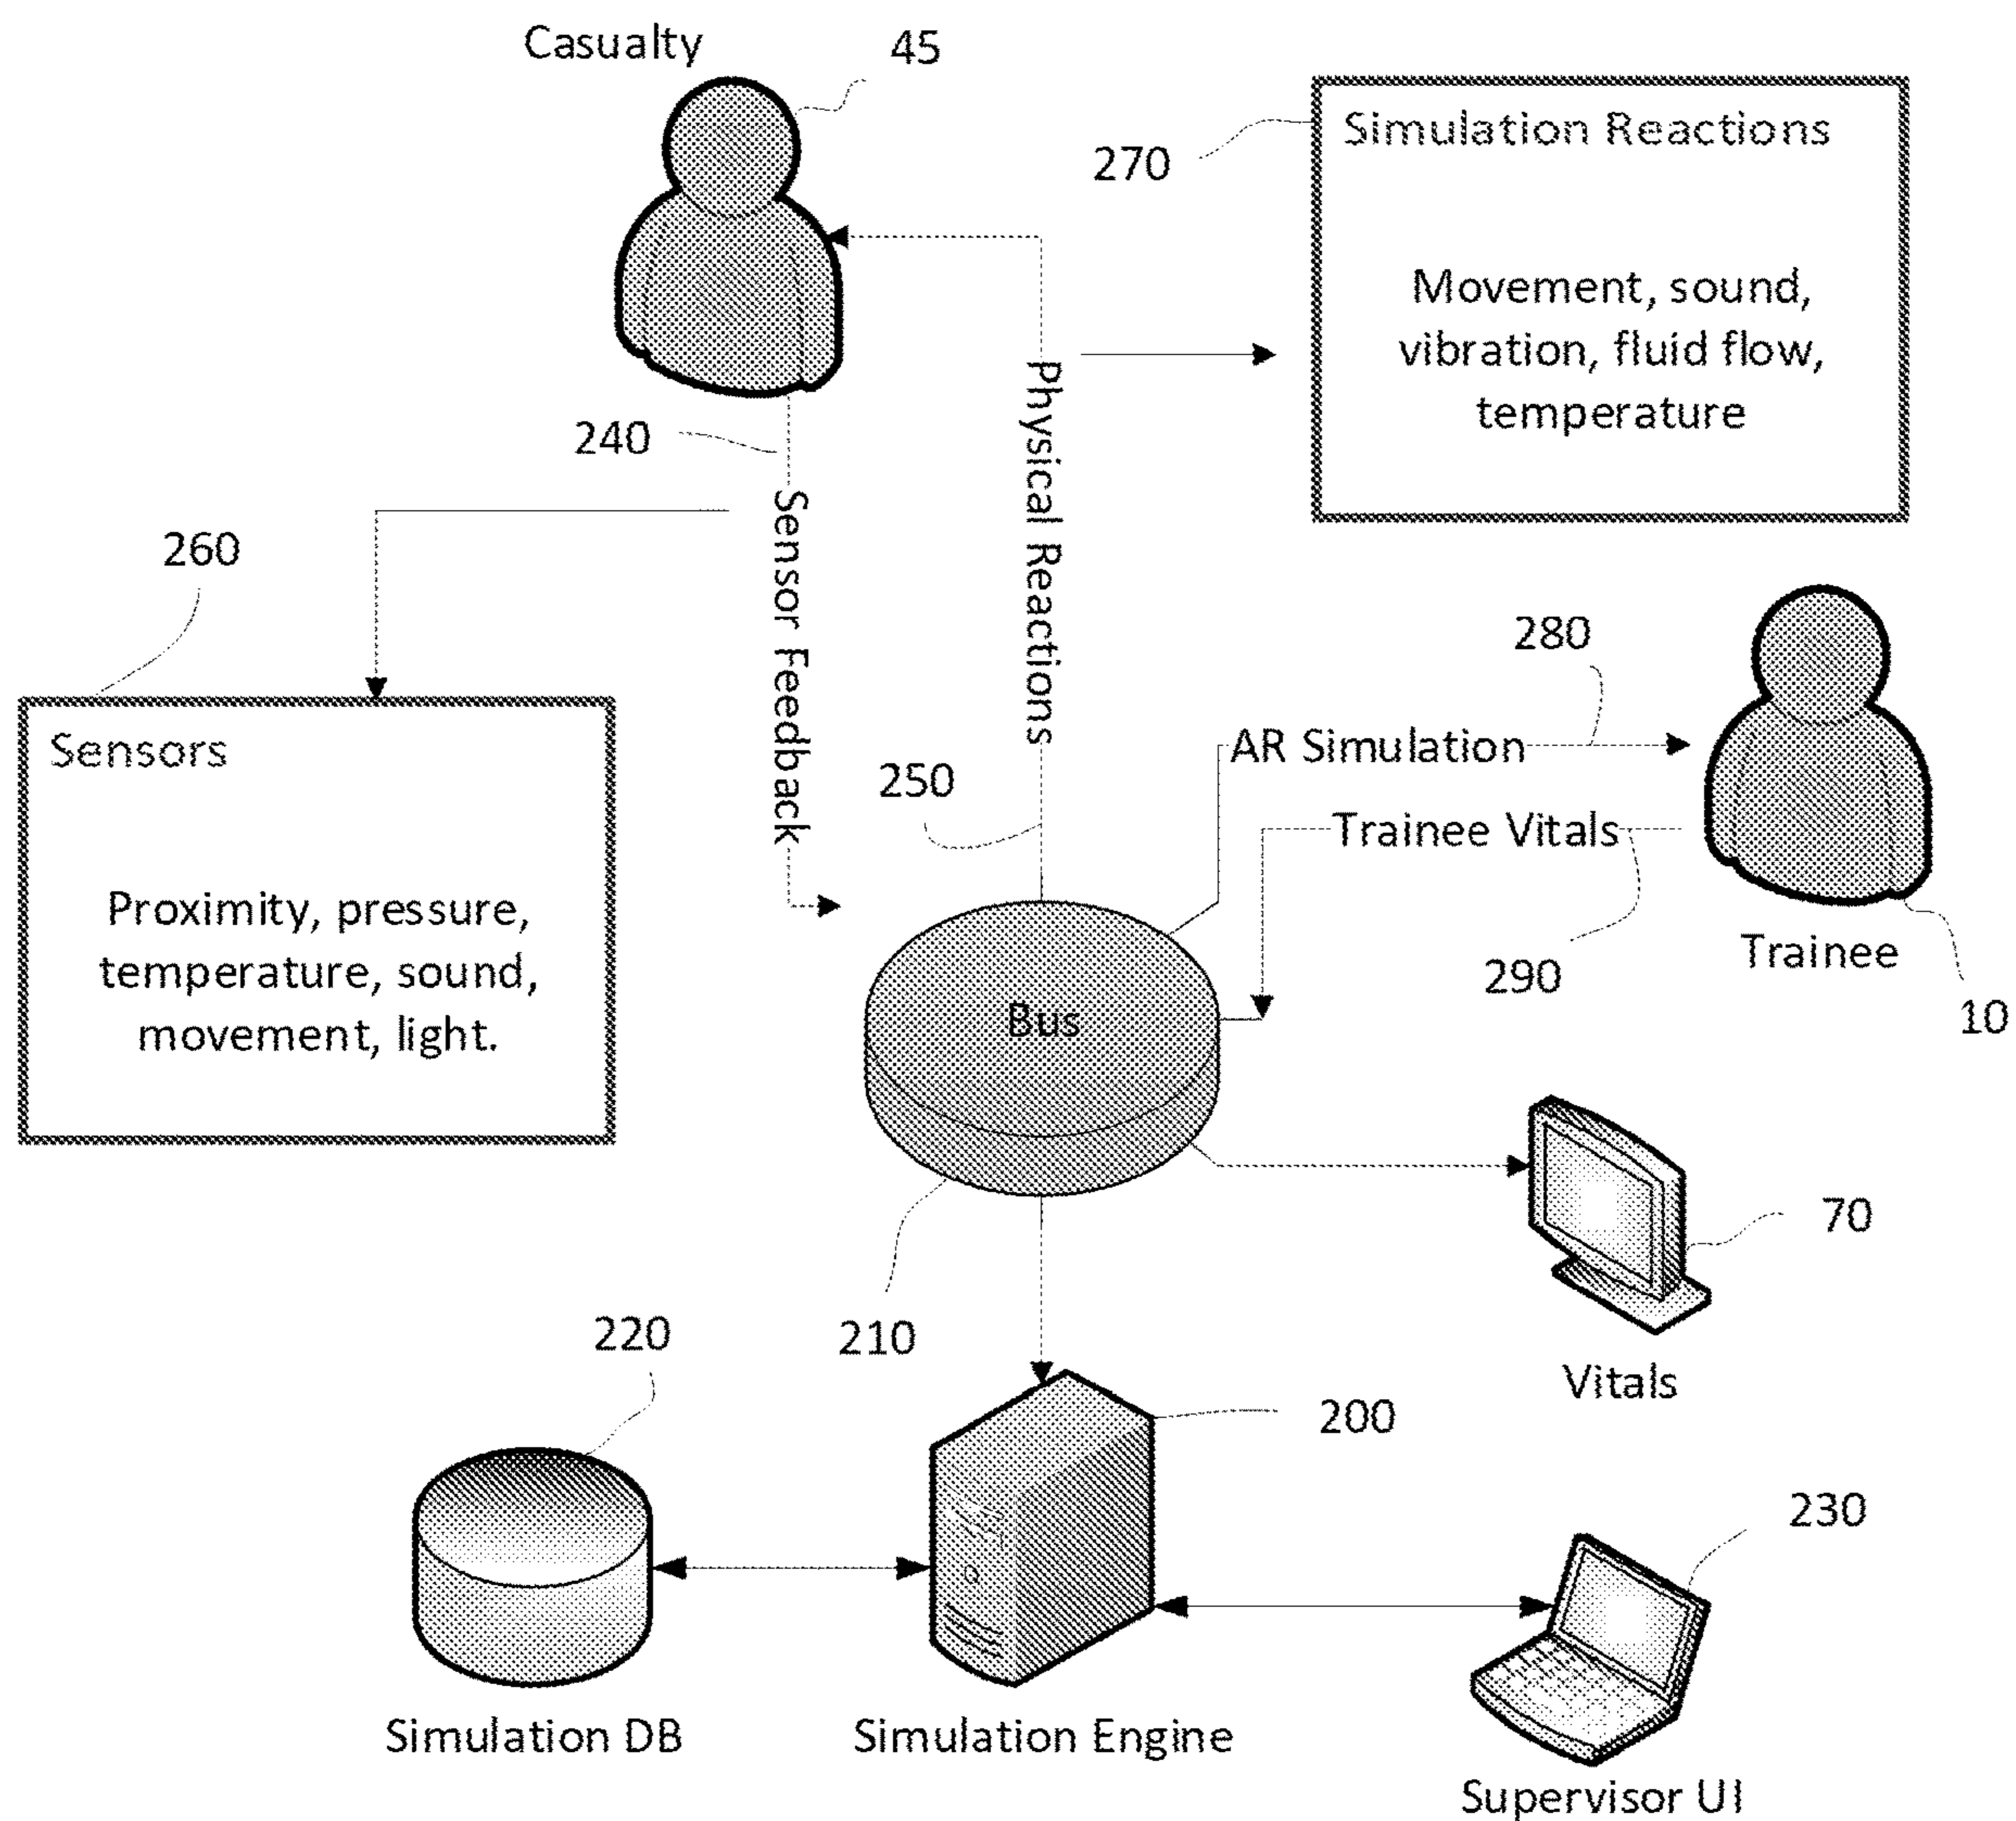 Casualty
45
270
Simulation Reactions
Movement, sound,
vibration, fluid flow,
temperature
240
Physical Reactions
Sensor Feedback
260
Sensors
Proximity, pressure,
temperature, sound,
movement, light.
250
280
AR Simulation
Trainee Vitals
290
Trainee
10
Bus
70
Vitals
210
220
200
230
Simulation DB
Simulation Engine
Supervisor UI